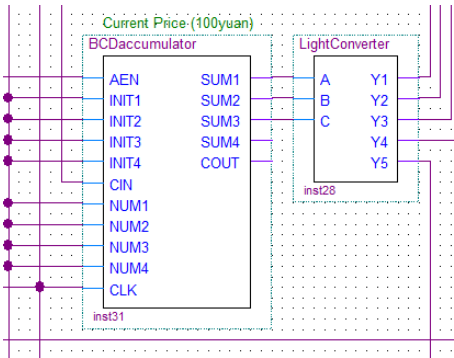 Current Price (100yuan)
BCDaccumulator
AEN SUM1
INIT1 SUM2
INIT2 SUM3
INIT3 SUM4
INIT4 COUT
CIN
NUM1
NUM2
NUM3
NUM4
CLK
inst31
LightConverter
A Y1
B Y2
C Y3
Y4
Y5
inst28